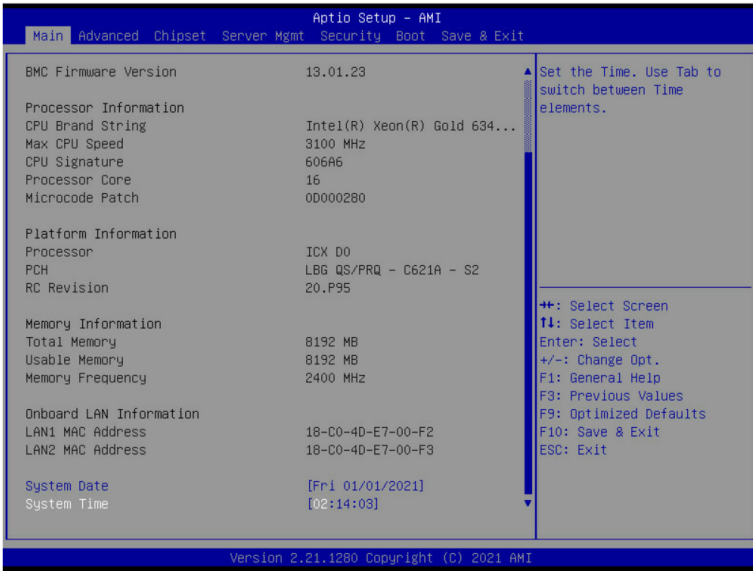 Aptio Setup - AMI
Main Advanced Chipset Server Mgmt Security Boot Save & Exit
BMC Firmware Version 13.01.23
Processor Information
CPU Brand String Intel(R) Xeon(R) Gold 634...
Max CPU Speed 3100 MHz
CPU Signature 606A6
Processor Core 16
Microcode Patch 0D000280
Platform Information
Processor ICX D0
PCH LBG QS/PRQ - C621A - S2
RC Revision 20.P95
Memory Information
Total Memory 8192 MB
Usable Memory 8192 MB
Memory Frequency 2400 MHz
Onboard LAN Information
LAN1 MAC Address 18-C0-4D-E7-00-F2
LAN2 MAC Address 18-C0-4D-E7-00-F3
System Date [Fri 01/01/2021]
System Time [02:14:03]
Set the Time. Use Tab to
switch between Time
elements.
→←: Select Screen
↑↓: Select Item
Enter: Select
+/-: Change Opt.
F1: General Help
F3: Previous Values
F9: Optimized Defaults
F10: Save & Exit
ESC: Exit
Version 2.21.1280 Copyright (C) 2021 AMI